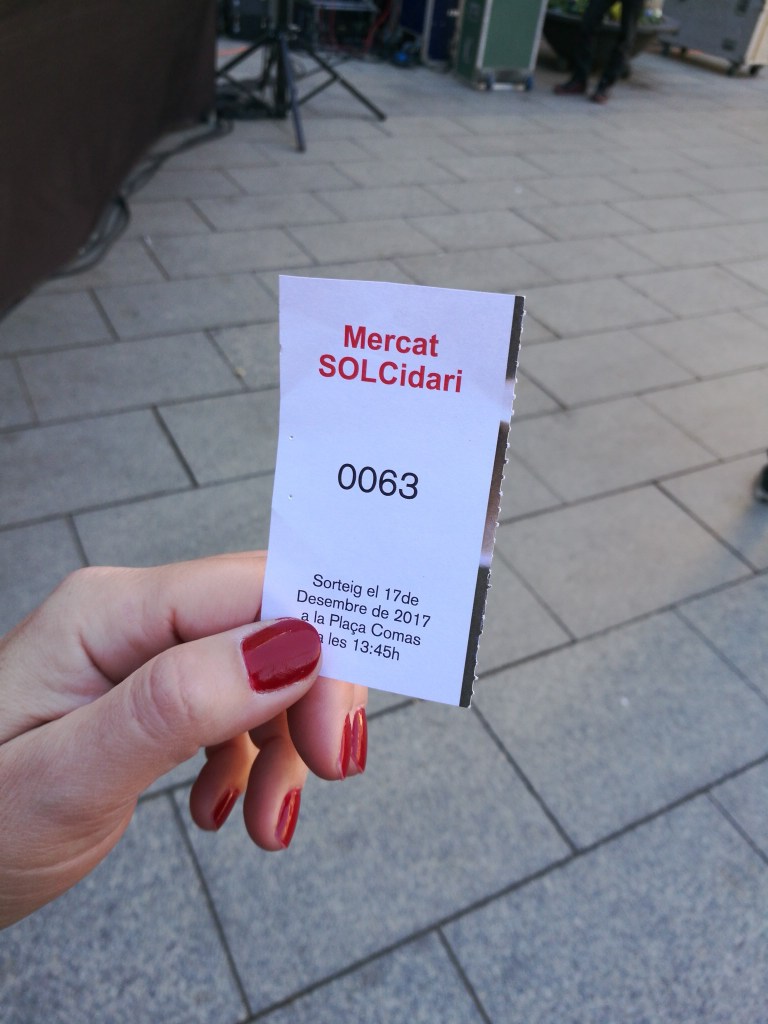 Mercat
SOLCidari
0063
Sorteig el 17de
Desembre de 2017
a la Plaça Comas
a les 13:45h